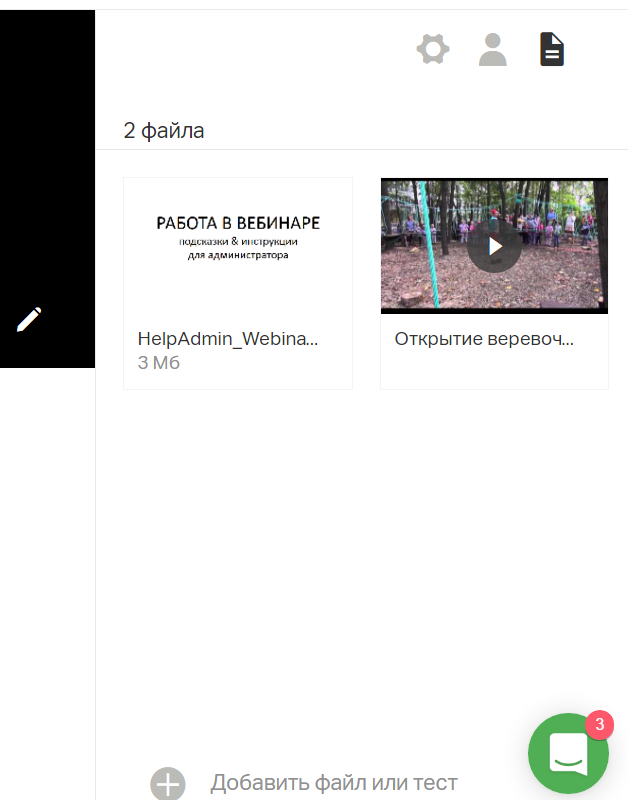 2 файла
РАБОТА В ВЕБИНАРЕ
подсказки & инструкции
для администратора
HelpAdmin_Webina...
3 Мб
Открытие веревоч...
3
Добавить файл или тест